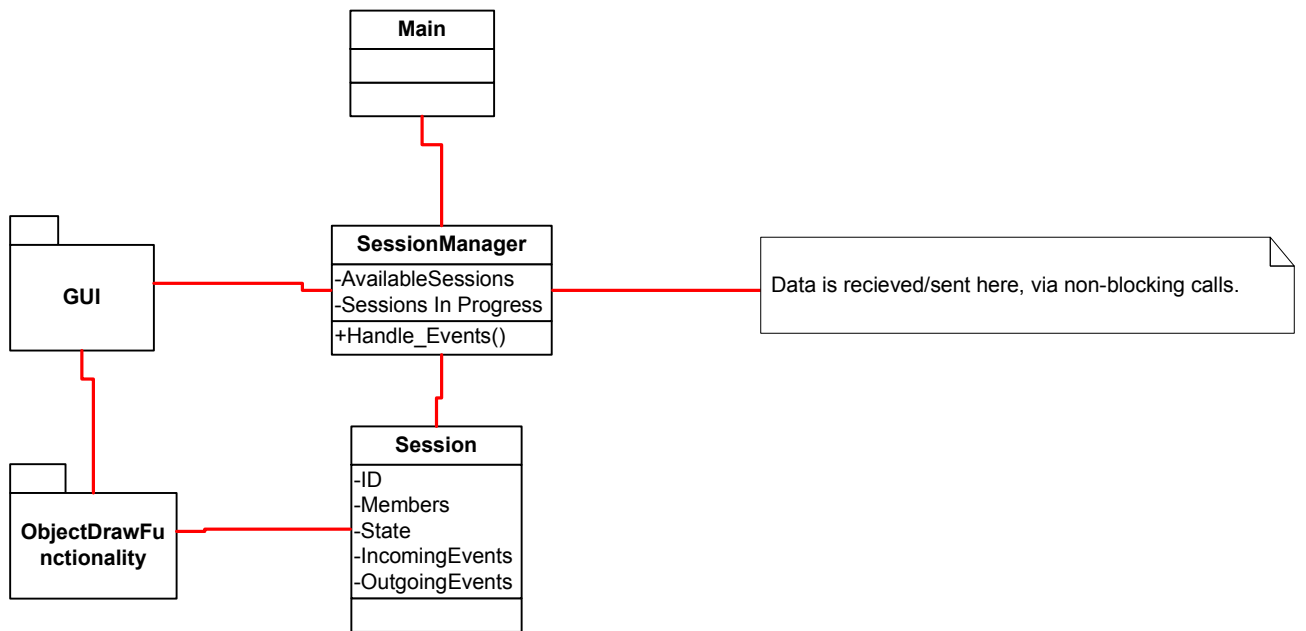 Main
SessionManager
-AvailableSessions
-Sessions In Progress
+Handle_Events()
Data is recieved/sent here, via non-blocking calls.
GUI
Session
-ID
-Members
-State
-IncomingEvents
-OutgoingEvents
ObjectDrawFu
nctionality